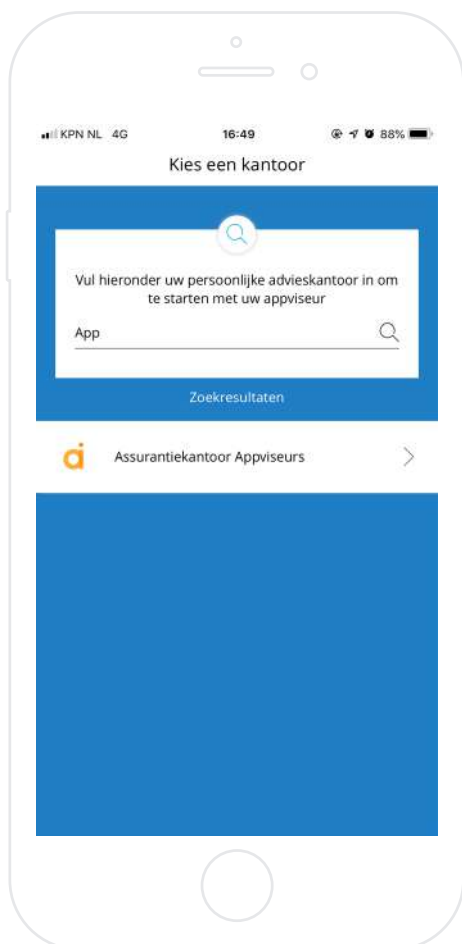 KPN NL 4G 16:49 88%
Kies een kantoor
Vul hieronder uw persoonlijke advieskantoor in om
te starten met uw appviseur
App
Zoekresultaten
Assurantiekantoor Appviseurs